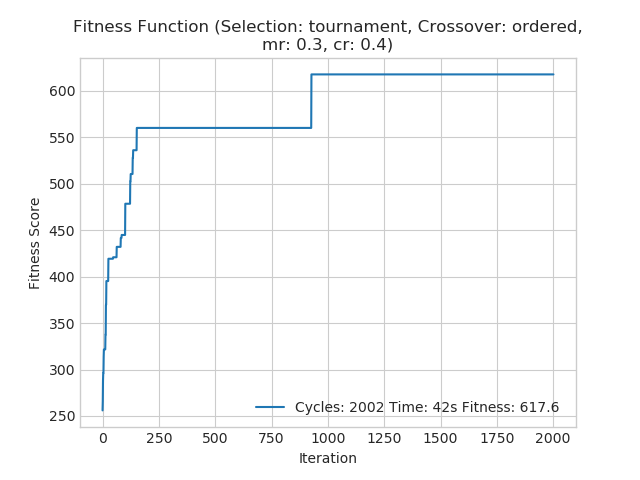 Fitness Function (Selection: tournament, Crossover: ordered,
mr: 0.3, cr: 0.4)
Fitness Score
600
550
500
450
400
350
300
250
Cycles: 2002 Time: 42s Fitness: 617.6
0 250 500 750 1000 1250 1500 1750 2000
Iteration